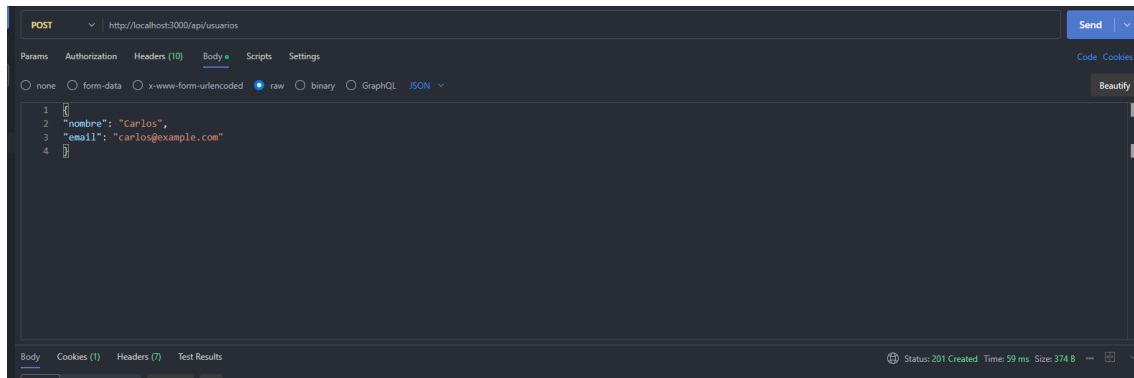 POST http://localhost:3000/api/usuarios Send
Params Authorization Headers (10) Body Scripts Settings Code Cookies
none form-data x-www-form-urlencoded raw binary GraphQL JSON Beautify
1 {
2 "nombre": "Carlos",
3 "email": "carlos@example.com"
4 }
Body Cookies (1) Headers (7) Test Results Status: 201 Created Time: 59 ms Size: 374 B